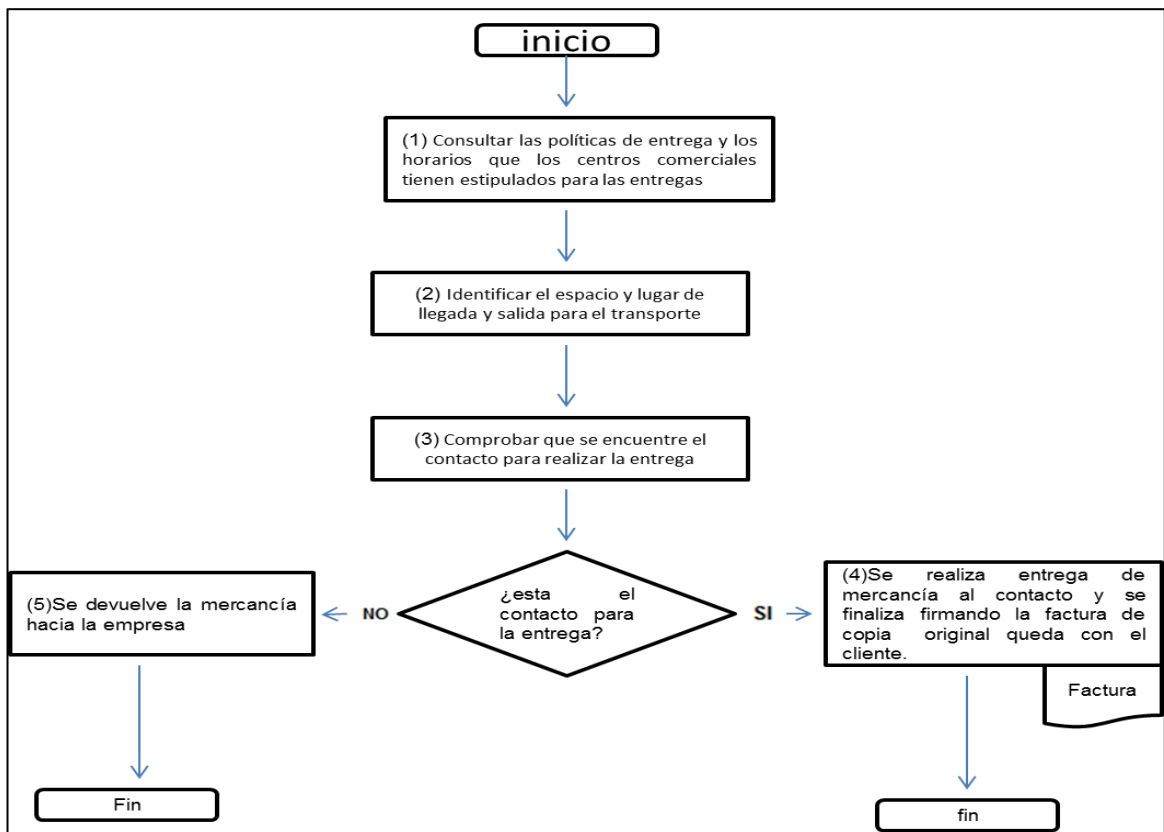 inicio
(1) Consultar las políticas de entrega y los
horarios que los centros comerciales
tienen estipulados para las entregas
(2) Identificar el espacio y lugar de
llegada y salida para el transporte
(3) Comprobar que se encuentre el
contacto para realizar la entrega
¿esta el
contacto para
la entrega?
NO
SI
(5)Se devuelve la mercancía
hacia la empresa
(4)Se realiza entrega de
mercancía al contacto y se
finaliza firmando la factura de
copia original queda con el
cliente.
Factura
Fin
fin